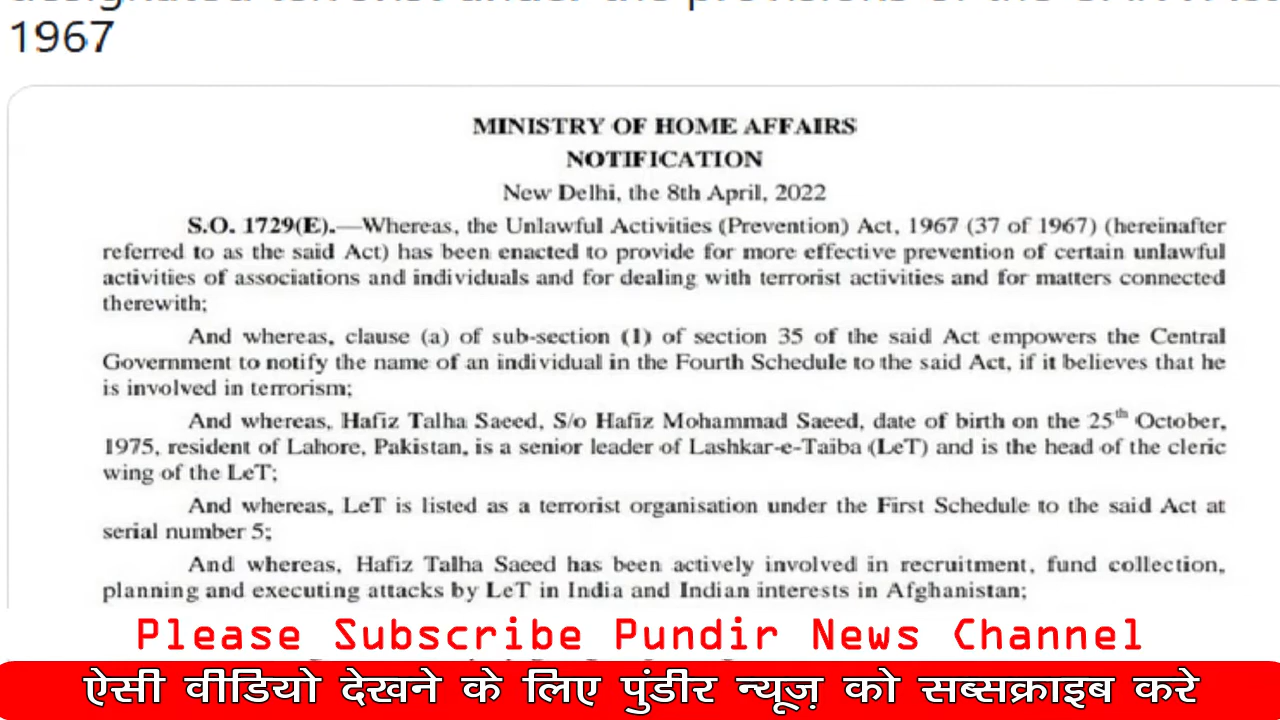 designated terrorist under the provisions of the
1967
MINISTRY OF HOME AFFAIRS
NOTIFICATION
New Delhi, the 8th April, 2022
S.O. 1729(E).—Whereas, the Unlawful Activities (Prevention) Act, 1967 (37 of 1967) (hereinafter
referred to as the said Act) has been enacted to provide for more effective prevention of certain unlawful
activities of associations and individuals and for dealing with terrorist activities and for matters connected
therewith;
And whereas, clause (a) of sub-section (1) of section 35 of the said Act empowers the Central
Government to notify the name of an individual in the Fourth Schedule to the said Act, if it believes that he
is involved in terrorism;
And whereas, Hafiz Talha Saeed, S/o Hafiz Mohammad Saeed, date of birth on the 25th October,
1975, resident of Lahore, Pakistan, is a senior leader of Lashkar-e-Taiba (LeT) and is the head of the cleric
wing of the LeT;
And whereas, LeT is listed as a terrorist organisation under the First Schedule to the said Act at
serial number 5;
And whereas, Hafiz Talha Saeed has been actively involved in recruitment, fund collection,
planning and executing attacks by LeT in India and Indian interests in Afghanistan;
Please Subscribe Pundir News Channel
ऐसी वीडियो देखने के लिए पुंडीर न्यूज़ को सब्सक्राइब करे